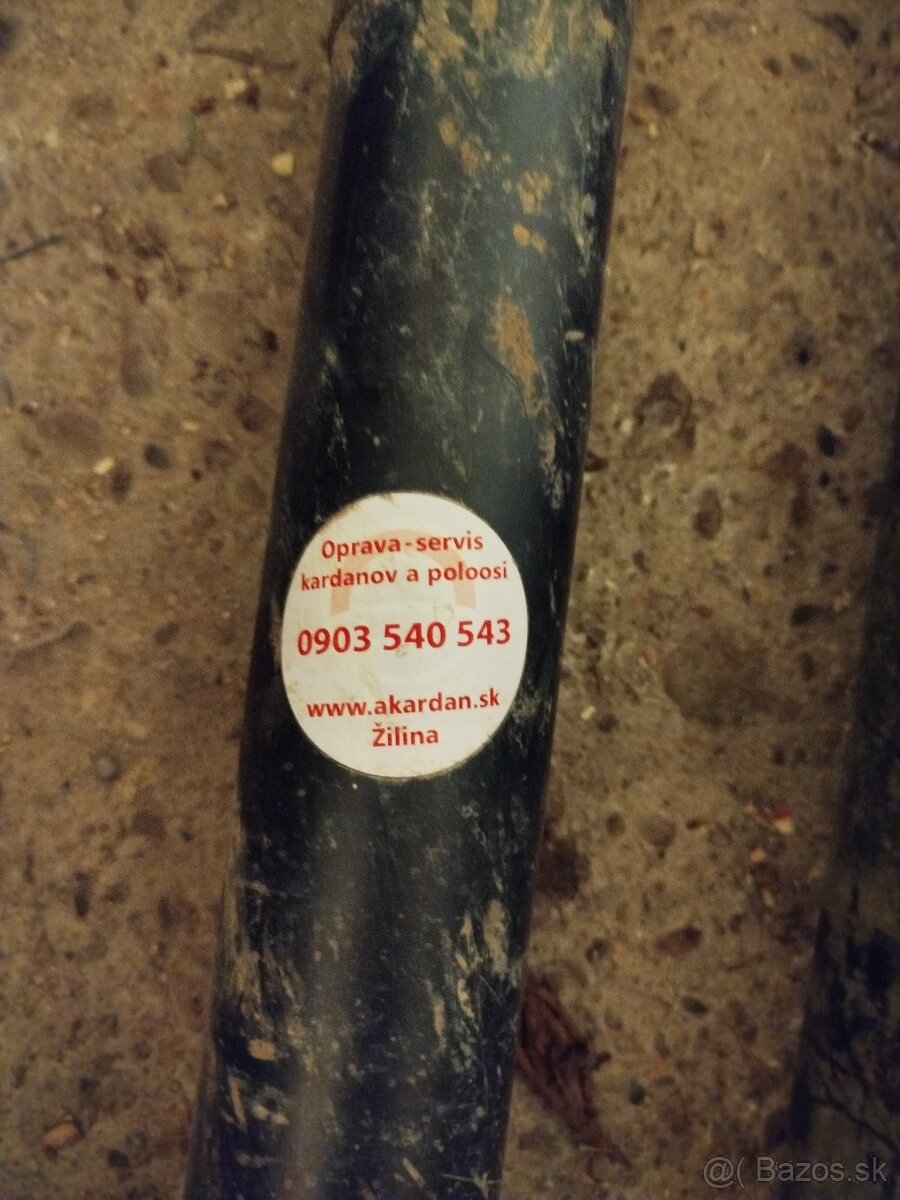 Oprava-servis
kardanov a poloosi
0903 540 543
www.akardan.sk
Žilina
@( Bazos.sk